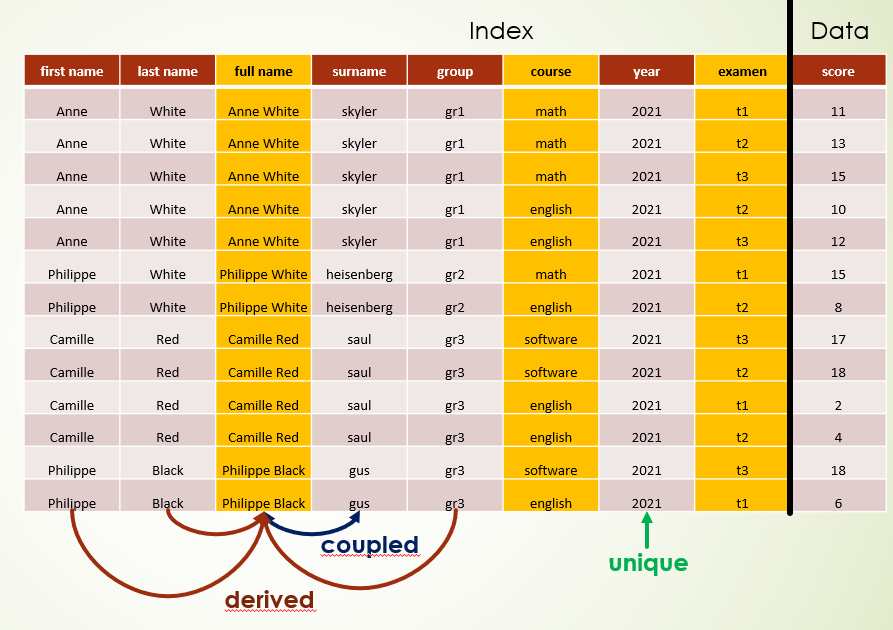 Index Data
first name last name full name surname group course year examen score
Anne White Anne White skyler gr1 math 2021 t1 11
Anne White Anne White skyler gr1 math 2021 t2 13
Anne White Anne White skyler gr1 math 2021 t3 15
Anne White Anne White skyler gr1 english 2021 t2 10
Anne White Anne White skyler gr1 english 2021 t3 12
Philippe White Philippe White heisenberg gr2 math 2021 t1 15
Philippe White Philippe White heisenberg gr2 english 2021 t2 8
Camille Red Camille Red saul gr3 software 2021 t3 17
Camille Red Camille Red saul gr3 software 2021 t2 18
Camille Red Camille Red saul gr3 english 2021 t1 2
Camille Red Camille Red saul gr3 english 2021 t2 4
Philippe Black Philippe Black gus gr3 software 2021 t3 18
Philippe Black Philippe Black gus gr3 english 2021 t1 6
coupled
unique
derived